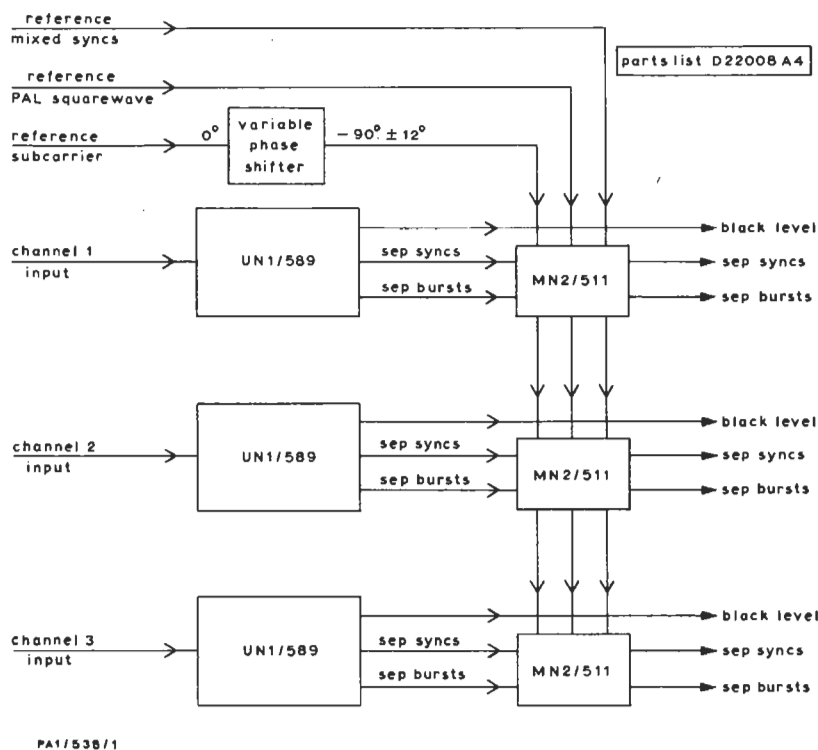 reference
mixed syncs
parts list D22008A4
reference
PAL squarewave
reference
subcarrier
0°
variable
phase
shifter
-90° ± 12°
black level
channel 1
input
UN1/589
sep syncs
sep bursts
MN2/511
sep syncs
sep bursts
black level
channel 2
input
UN1/589
sep syncs
sep bursts
MN2/511
sep syncs
sep bursts
black level
channel 3
input
UN1/589
sep syncs
sep bursts
MN2/511
sep syncs
sep bursts
PA1/538/1